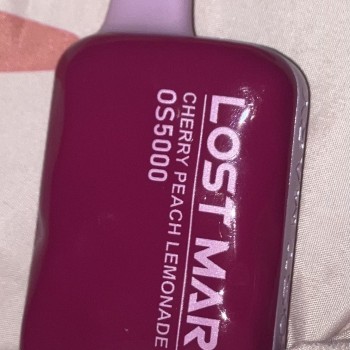 LOST MAR
CHERRY PEACH LEMONADE
OS5000